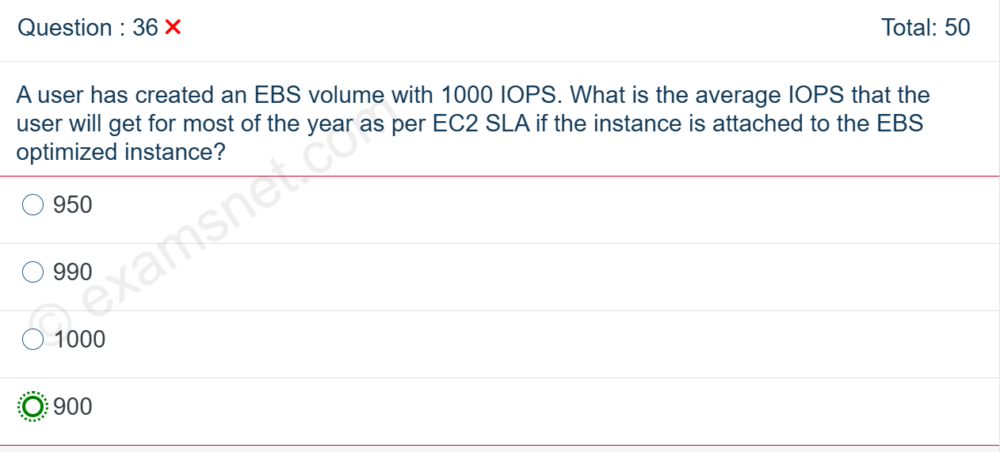 Question : 36
Total: 50
A user has created an EBS volume with 1000 IOPS. What is the average IOPS that the
user will get for most of the year as per EC2 SLA if the instance is attached to the EBS
optimized instance?
950
990
1000
900
© examsnet.com